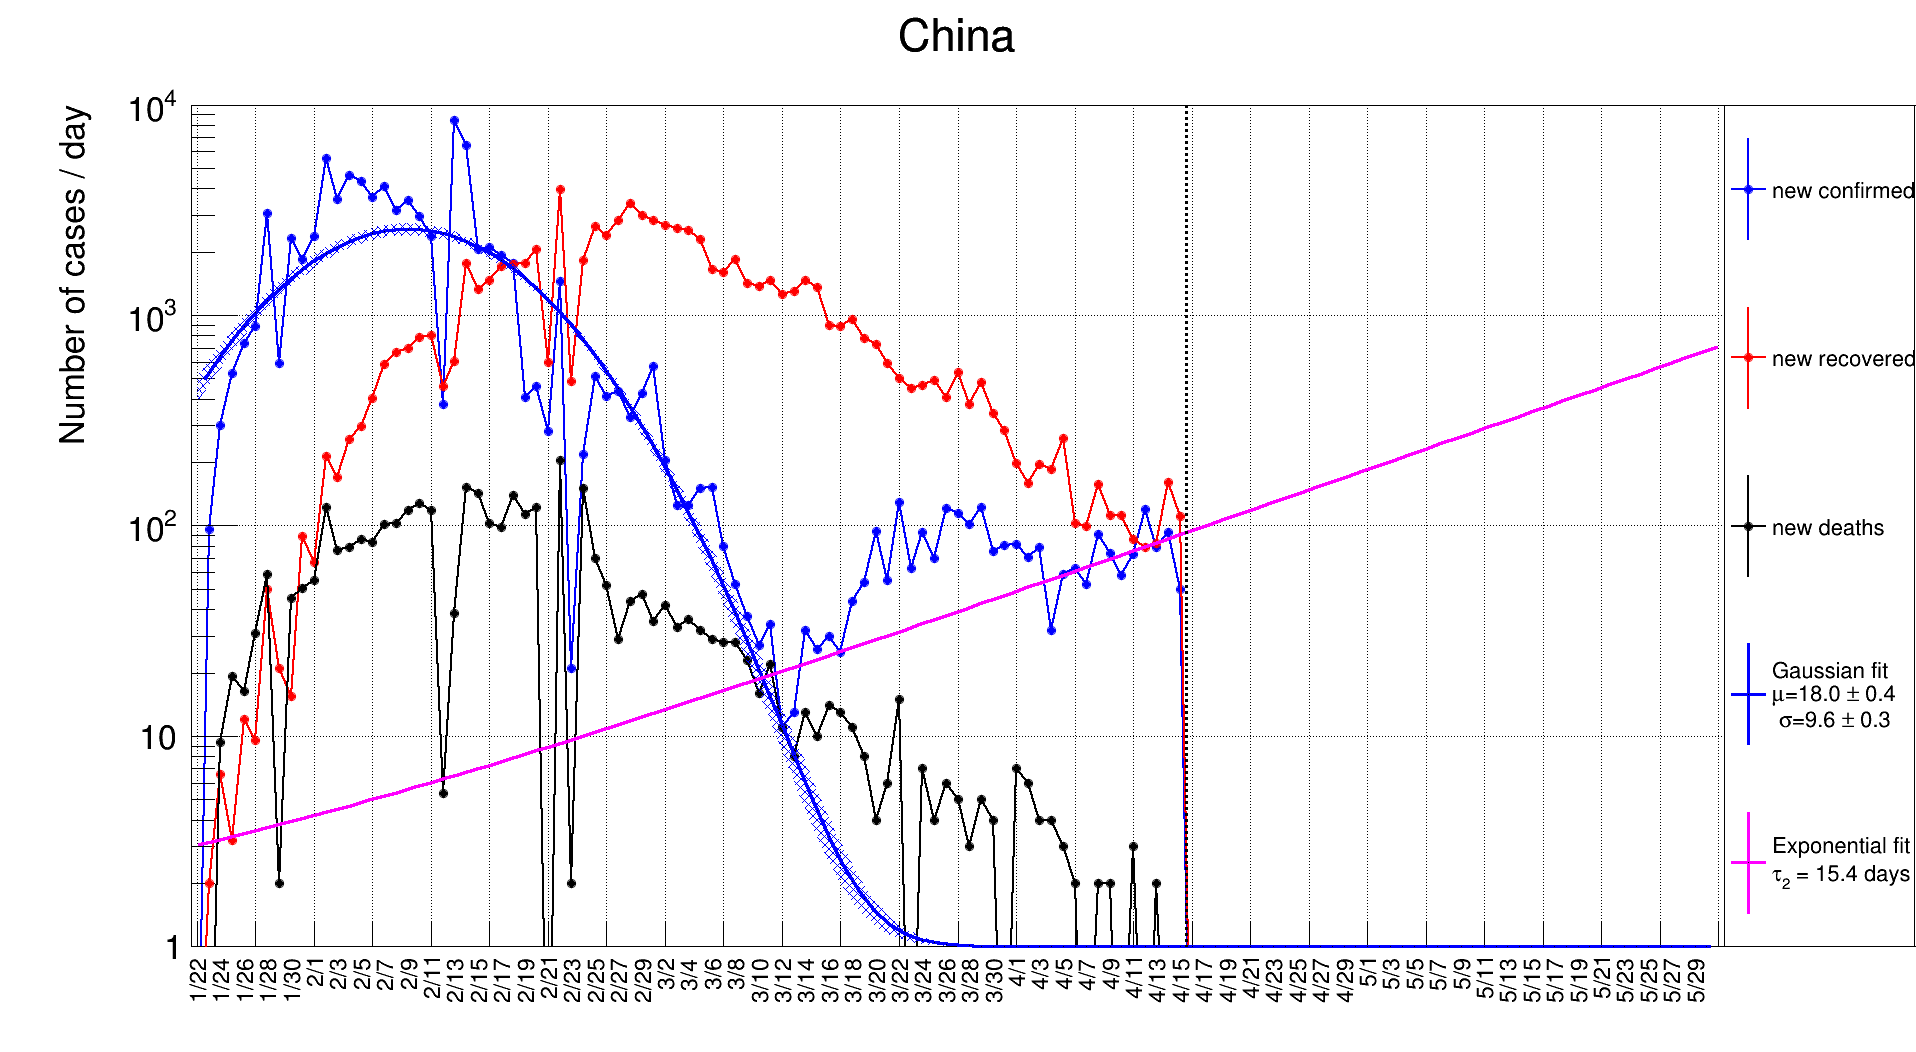 China
Number of cases / day
10⁴
10³
10²
10
1
1/22 1/24 1/26 1/28 1/30 2/1 2/3 2/5 2/7 2/9 2/11 2/13 2/15 2/17 2/19 2/21 2/23 2/25 2/27 2/29 3/2 3/4 3/6 3/8 3/10 3/12 3/14 3/16 3/18 3/20 3/22 3/24 3/26 3/28 3/30 4/1 4/3 4/5 4/7 4/9 4/11 4/13 4/15 4/17 4/19 4/21 4/23 4/25 4/27 4/29 5/1 5/3 5/5 5/7 5/9 5/11 5/13 5/15 5/17 5/19 5/21 5/23 5/25 5/27 5/29
new confirmed
new recovered
new deaths
Gaussian fit
μ=18.0 ± 0.4
σ=9.6 ± 0.3
Exponential fit
τ₂ = 15.4 days